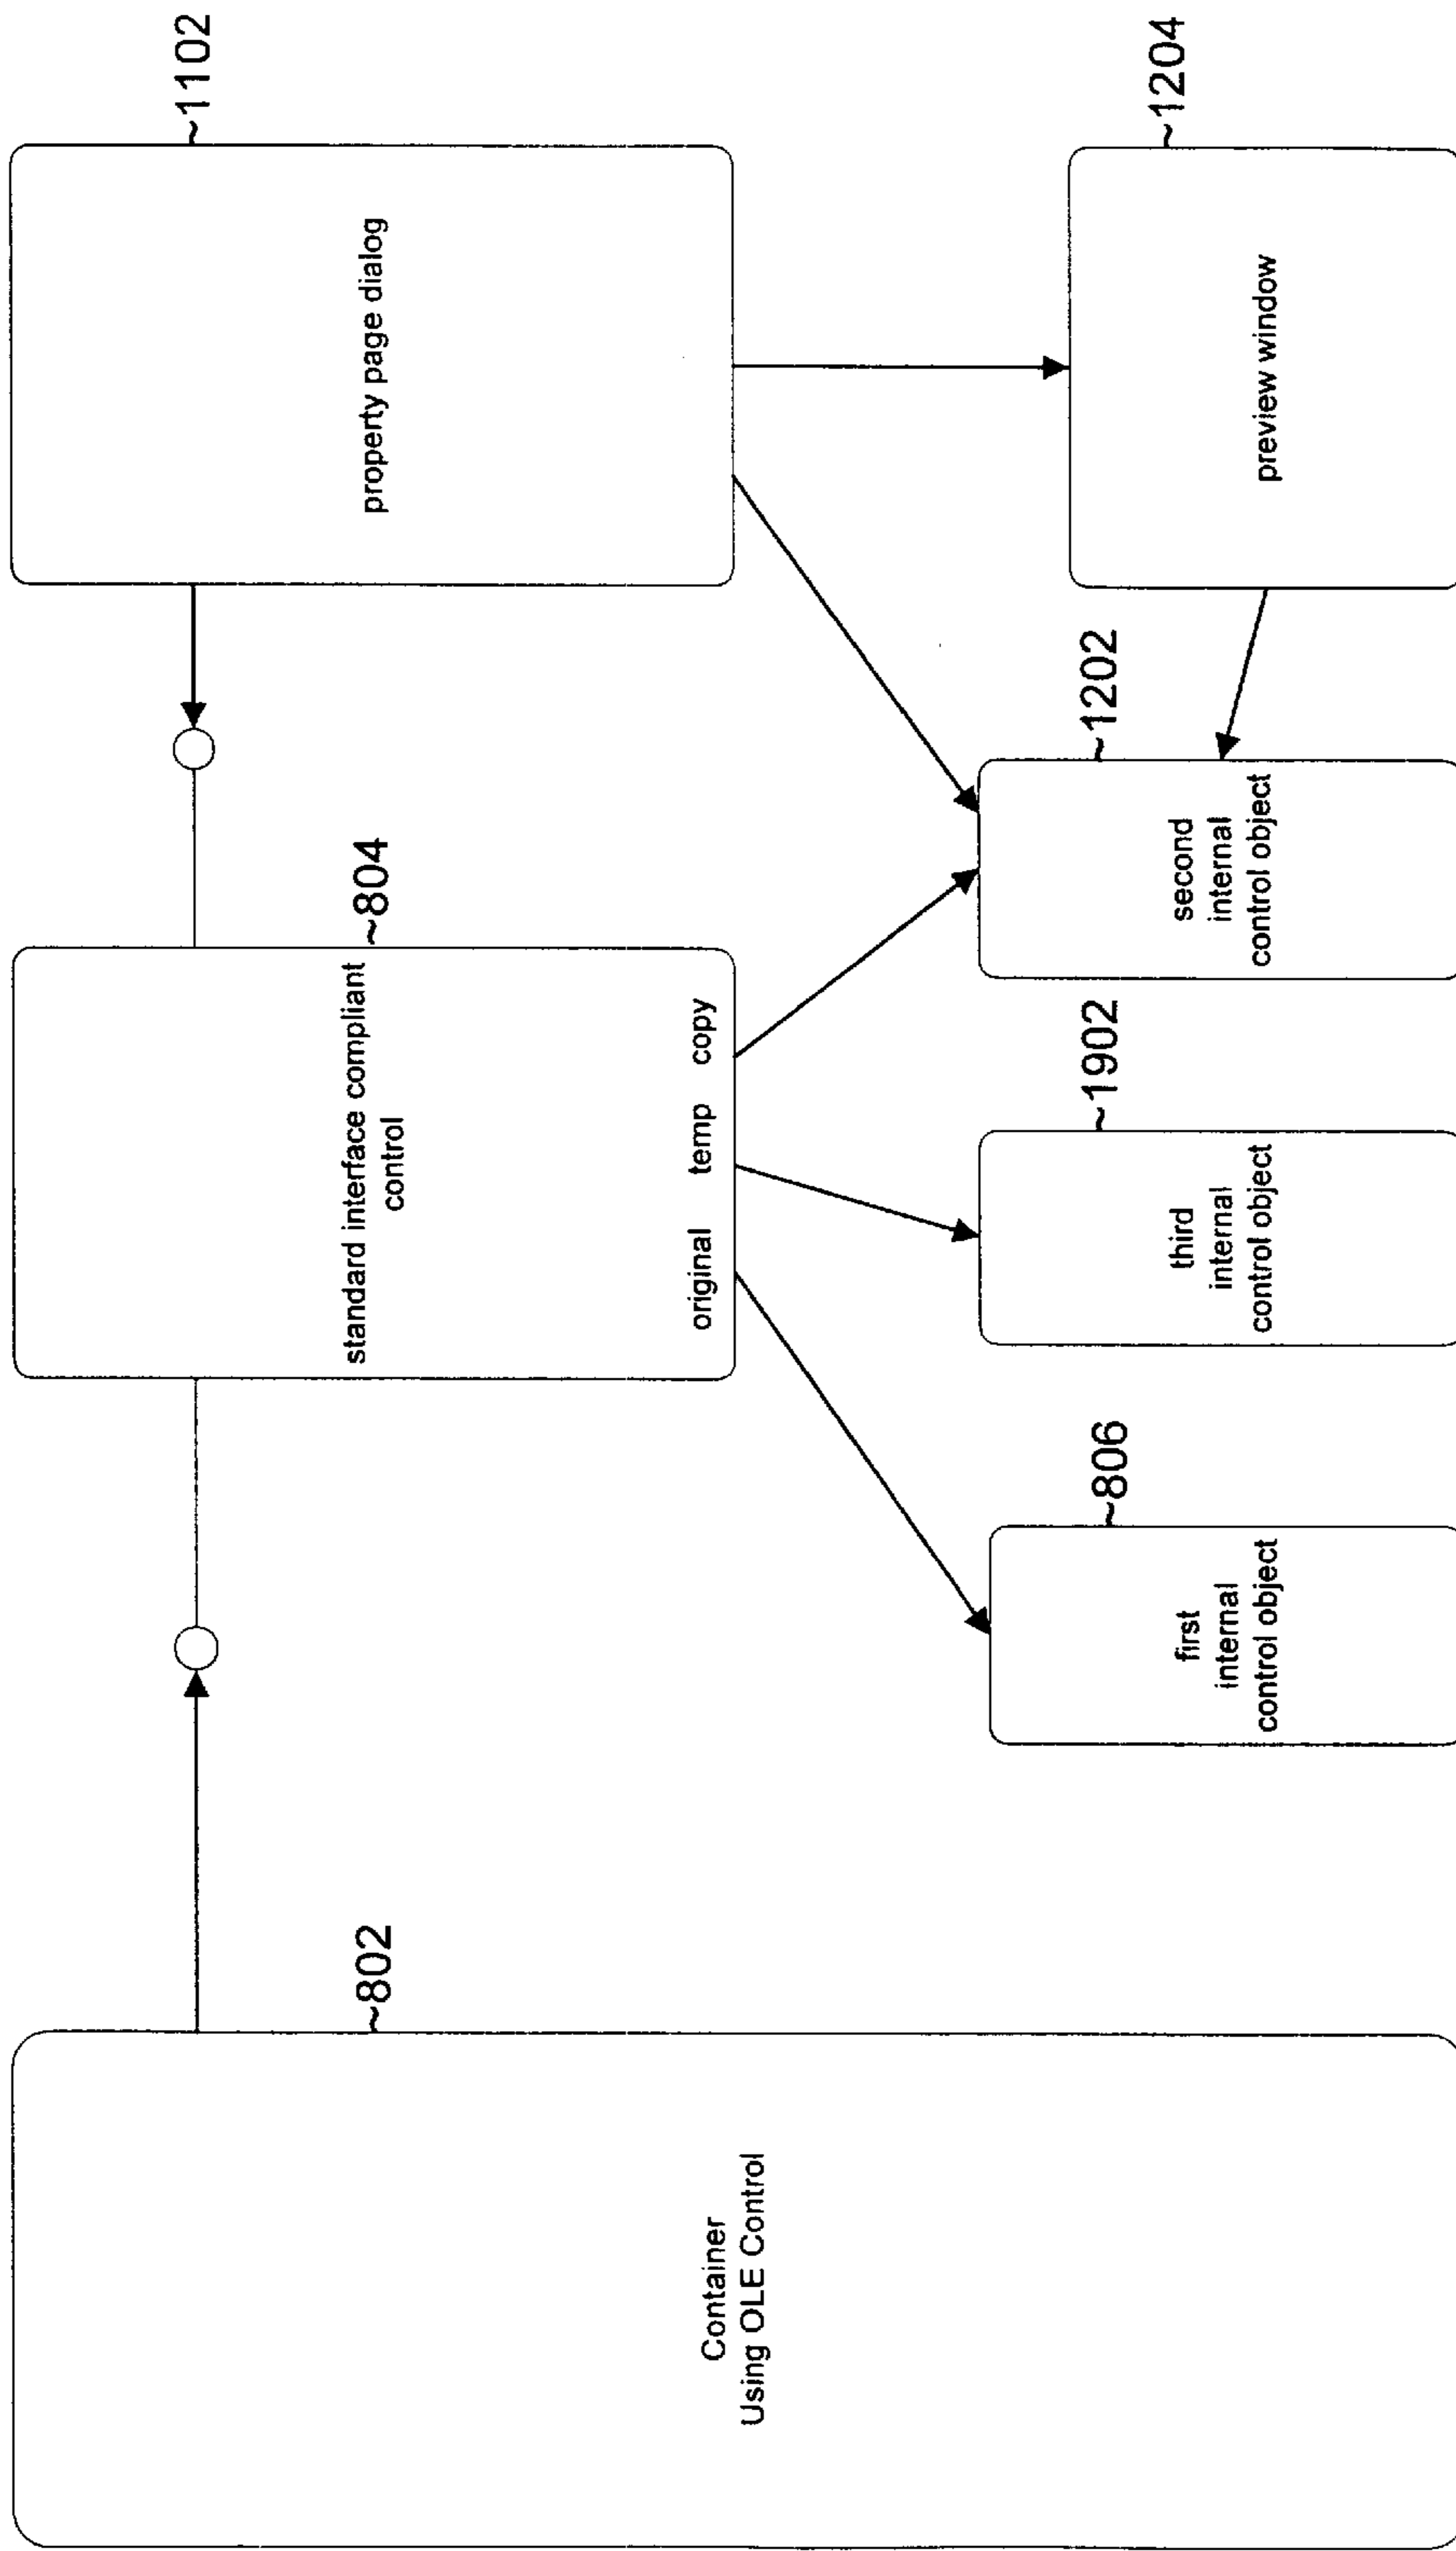 Container
Using OLE Control
~802
standard interface compliant
control
original temp copy
~804
property page dialog
~1102
first
internal
control object
~806
third
internal
control object
~1902
second
internal
control object
~1202
preview window
~1204